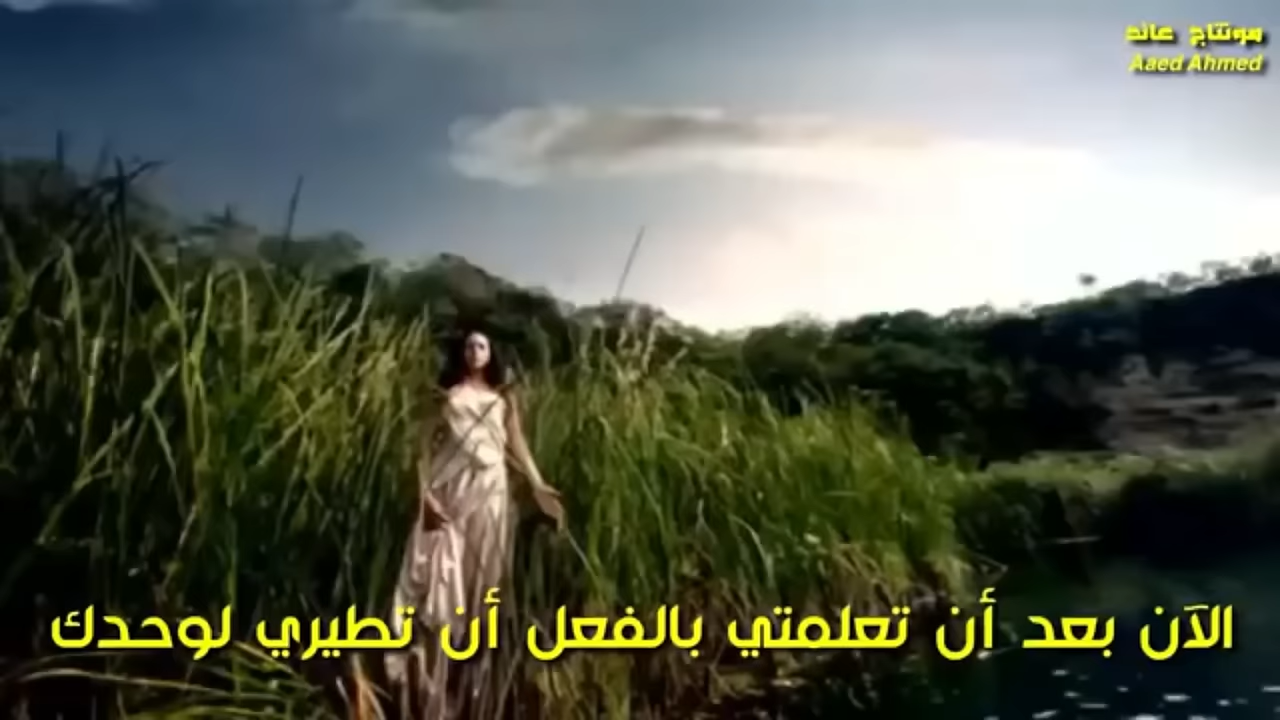 مونتاج عائد
Aaed Ahmed
الآن بعد أن تعلمتي بالفعل أن تطيري لوحدك